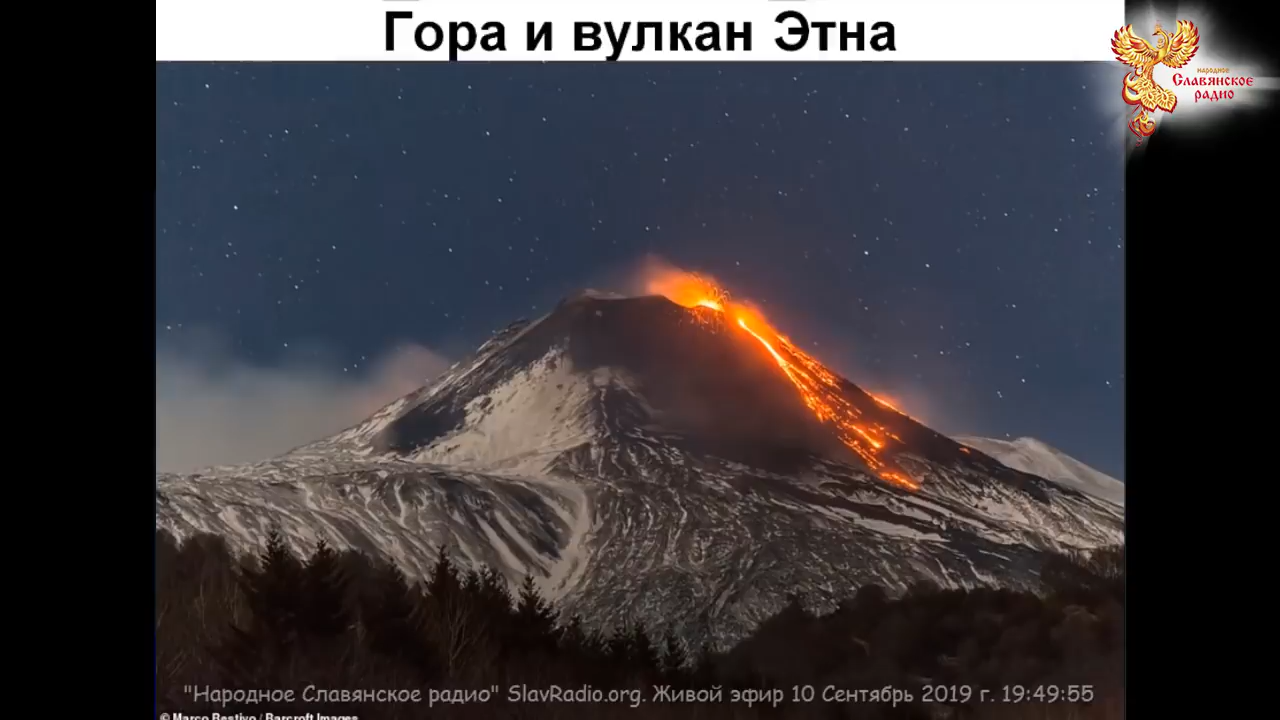 Гора и вулкан Этна
народное
Славянское
радио
"Народное Славянское радио" SlavRadio.org. Живой эфир 10 Сентябрь 2019 г. 19:49:55
© Marco Restivo / Barcroft Images